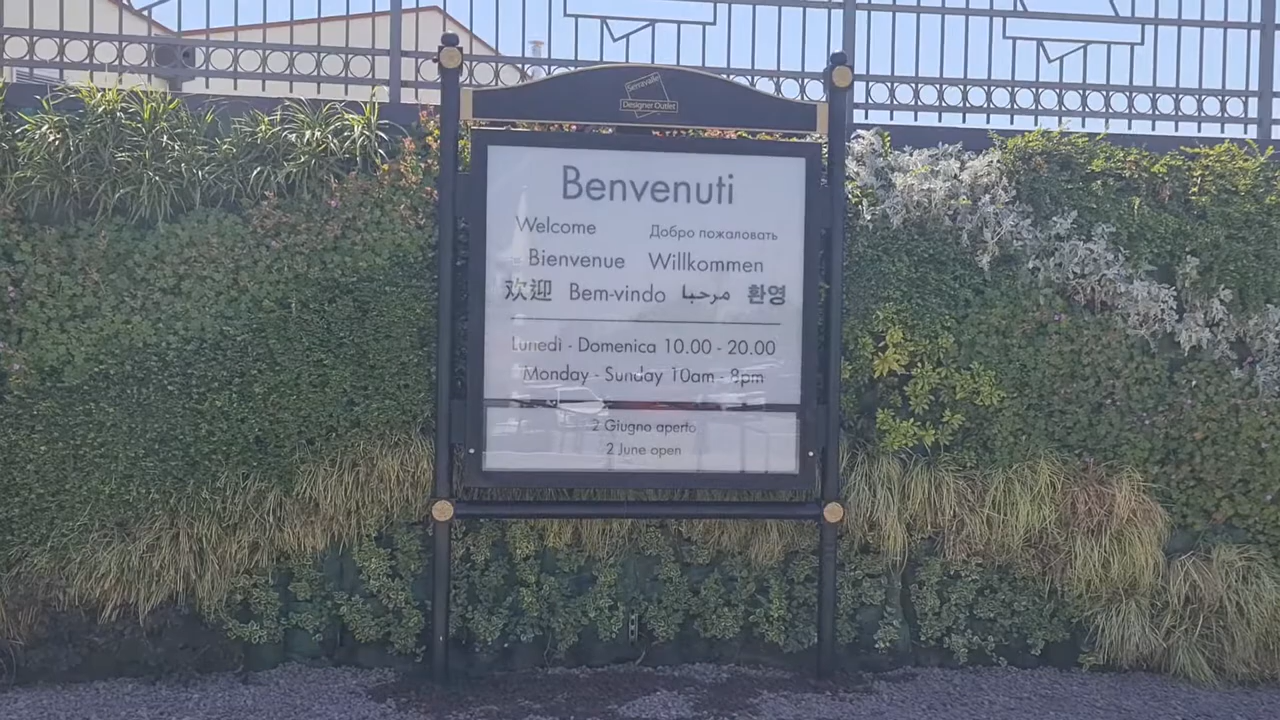 Serravalle
Designer Outlet
Benvenuti
Welcome Добро пожаловать
Bienvenue Willkommen
欢迎 Bem-vindo مرحبا 환영
Lunedì - Domenica 10.00 - 20.00
Monday - Sunday 10am - 8pm
2 Giugno aperto
2 June open